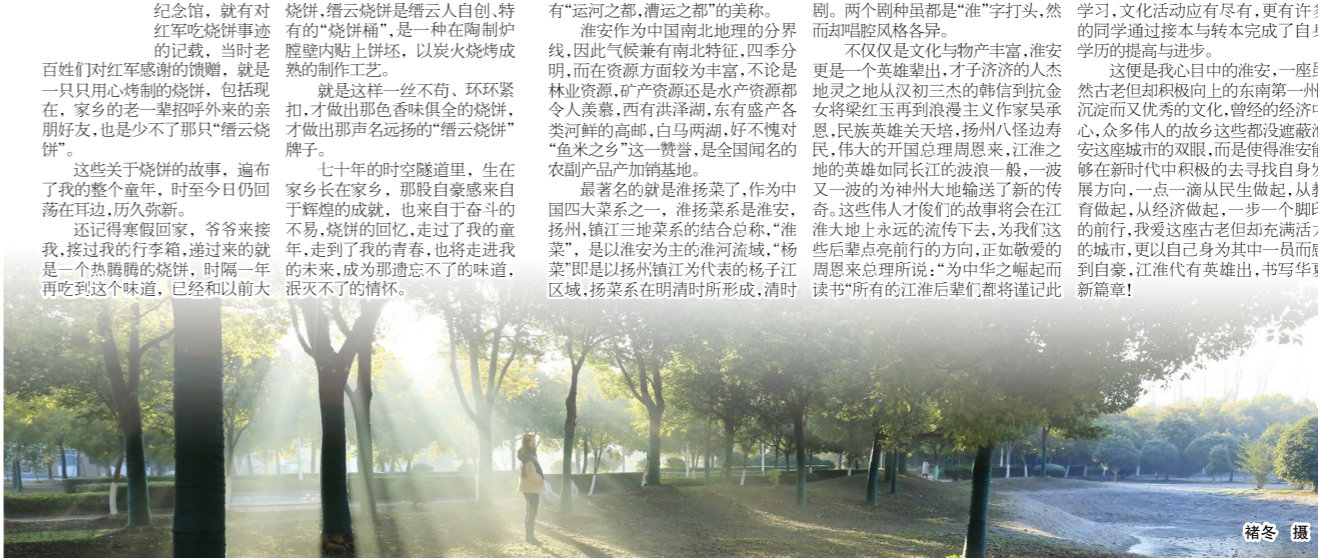 纪念馆，就有对
红军吃烧饼事迹
的记载，当时老
百姓们对红军感谢的馈赠，就是
一只只用心烤制的烧饼，包括现
在，家乡的老一辈招呼外来的亲
朋好友，也是少不了那只“缙云烧
饼”。
这些关于烧饼的故事，遍布
了我的整个童年，时至今日仍回
荡在耳边，历久弥新。
还记得寒假回家，爷爷来接
我，接过我的行李箱，递过来的就
是一个热腾腾的烧饼，时隔一年
再吃到这个味道，已经和以前大
烧饼，缙云烧饼是缙云人自创、特
有的“烧饼桶”，是一种在陶制炉
膛壁内贴上饼坯，以炭火烧烤成
熟的制作工艺。
就是这样一丝不苟、环环紧
扣，才做出那色香味俱全的烧饼，
才做出那声名远扬的“缙云烧饼”
牌子。
七十年的时空隧道里，生在
家乡长在家乡，那股自豪感来自
于辉煌的成就，也来自于奋斗的
不易，烧饼的回忆，走过了我的童
年，走到了我的青春，也将走进我
的未来，成为那遗忘不了的味道，
泯灭不了的情怀。
有“运河之都，漕运之都”的美称。
淮安作为中国南北地理的分界
线，因此气候兼有南北特征，四季分
明，而在资源方面较为丰富，不论是
林业资源，矿产资源还是水产资源都
令人羡慕，西有洪泽湖，东有盛产各
类河鲜的高邮，白马两湖，好不愧对
“鱼米之乡”这一赞誉，是全国闻名的
农副产品产加销基地。
最著名的就是淮扬菜了，作为中
国四大菜系之一，淮扬菜系是淮安，
扬州，镇江三地菜系的结合总称，“淮
菜”，是以淮安为主的淮河流域，“杨
菜”即是以扬州镇江为代表的杨子江
区域，扬菜系在明清时所形成，清时
剧。两个剧种虽都是“淮”字打头，然
而却唱腔风格各异。
不仅仅是文化与物产丰富，淮安
更是一个英雄辈出，才子济济的人杰
地灵之地从汉初三杰的韩信到抗金
女将梁红玉再到浪漫主义作家吴承
恩，民族英雄关天培，扬州八怪边寿
民，伟大的开国总理周恩来，江淮之
地的英雄如同长江的波浪一般，一波
又一波的为神州大地输送了新的传
奇。这些伟人才俊们的故事将会在江
淮大地上永远的流传下去，为我们这
些后辈点亮前行的方向，正如敬爱的
周恩来总理所说：“为中华之崛起而
读书“所有的江淮后辈们都将谨记此
学习，文化活动应有尽有，更有许多
的同学通过接本与转本完成了自身
学历的提高与进步。
这便是我心目中的淮安，一座虽
然古老但却积极向上的东南第一州，
沉淀而又优秀的文化，曾经的经济中
心，众多伟人的故乡这些都没遮蔽淮
安这座城市的双眼，而是使得淮安能
够在新时代中积极的去寻找自身发
展方向，一点一滴从民生做起，从教
育做起，从经济做起，一步一个脚印
的前行，我爱这座古老但却充满活力
的城市，更以自己身为其中一员而感
到自豪，江淮代有英雄出，书写华夏
新篇章！
褚冬 摄